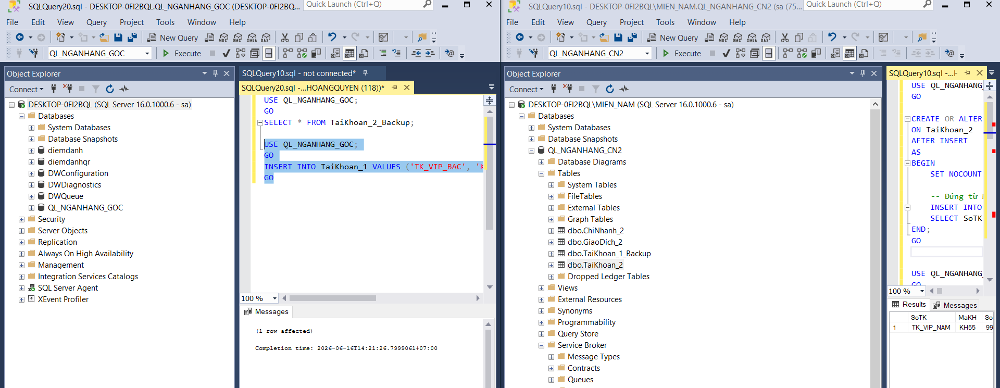 SQLQuery20.sql - DESKTOP-0FI2BQL.QL_NGANHANG_GOC (DESKTOP-0FI2BQ...
Quick Launch (Ctrl+Q)
File Edit View Query Project Tools Window Help
New Query MDX DMX XMLA DAX
QL_NGANHANG_GOC Execute
Object Explorer
Connect
DESKTOP-0FI2BQL (SQL Server 16.0.1000.6 - sa)
Databases
System Databases
Database Snapshots
diemdanh
diemdanhqr
DWConfiguration
DWDiagnostics
DWQueue
QL_NGANHANG_GOC
Security
Server Objects
Replication
Always On High Availability
Management
Integration Services Catalogs
SQL Server Agent
XEvent Profiler
SQLQuery10.sql - not connected*
SQLQuery20.sql -...HOANGQUYEN (118))*
USE QL_NGANHANG_GOC;
GO
SELECT * FROM TaiKhoan_2_Backup;
USE QL_NGANHANG_GOC;
GO
INSERT INTO TaiKhoan_1 VALUES ('TK_VIP_BAC', 'K
GO
100 %
Messages
(1 row affected)
Completion time: 2026-06-16T14:21:26.7999061+07:00
SQLQuery10.sql - DESKTOP-0FI2BQL\MIEN_NAM.QL_NGANHANG_CN2 (sa (75...
Quick Launch (Ctrl+Q)
File Edit View Query Project Tools Window Help
New Query MDX DMX XMLA DAX
QL_NGANHANG_CN2 Execute
Object Explorer
Connect
DESKTOP-0FI2BQL\MIEN_NAM (SQL Server 16.0.1000.6 - sa)
Databases
System Databases
Database Snapshots
QL_NGANHANG_CN2
Database Diagrams
Tables
System Tables
FileTables
External Tables
Graph Tables
dbo.ChiNhanh_2
dbo.GiaoDich_2
dbo.TaiKhoan_1_Backup
dbo.TaiKhoan_2
Dropped Ledger Tables
Views
External Resources
Synonyms
Programmability
Query Store
Service Broker
Message Types
Contracts
Queues
SQLQuery10.sql -...H
USE QL_NGANHANG_
GO
CREATE OR ALTER
ON TaiKhoan_2
AFTER INSERT
AS
BEGIN
SET NOCOUNT
-- Đứng từ
INSERT INTO
SELECT SoTK
END;
GO
USE QL_NGANHANG_
GO
100 %
Results Messages
SoTK MaKH So
1 TK_VIP_NAM KH55 99